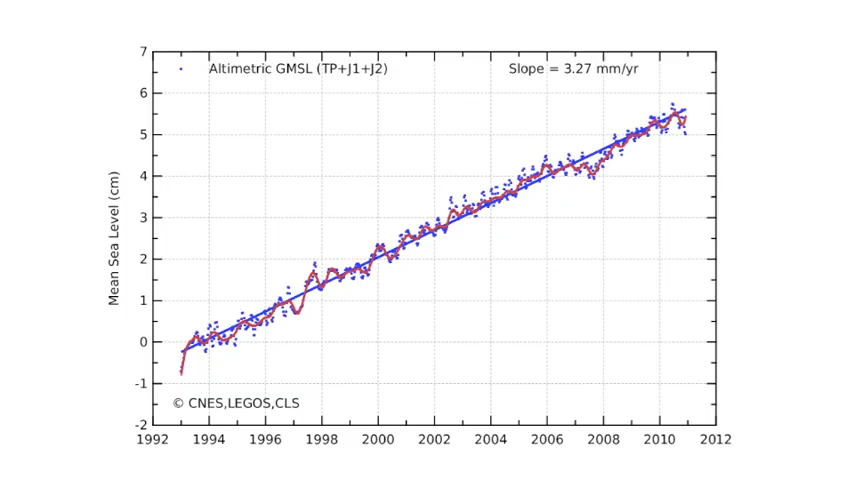 7
Altimetric GMSL (TP+J1+J2)
Slope = 3.27 mm/yr
6
5
4
3
2
1
0
-1
-2
Mean Sea Level (cm)
© CNES,LEGOS,CLS
1992 1994 1996 1998 2000 2002 2004 2006 2008 2010 2012